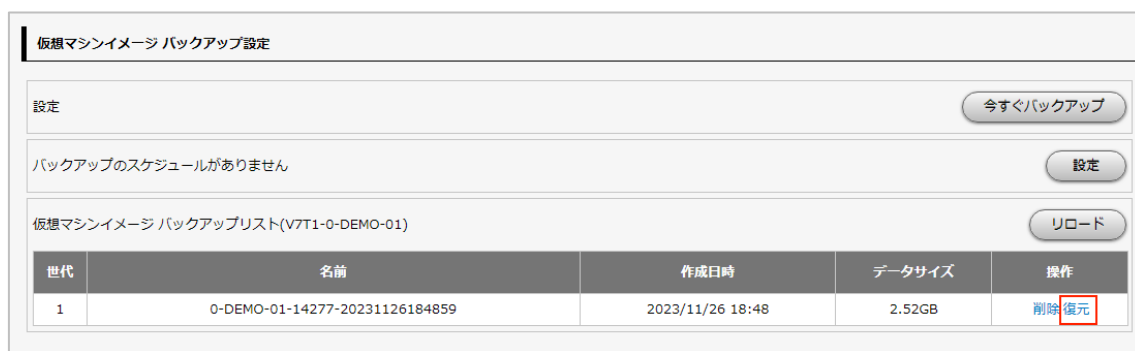 仮想マシンイメージ バックアップ設定
設定 今すぐバックアップ
バックアップのスケジュールがありません 設定
仮想マシンイメージ バックアップリスト(V7T1-0-DEMO-01) リロード
世代 名前 作成日時 データサイズ 操作
1 0-DEMO-01-14277-20231126184859 2023/11/26 18:48 2.52GB 削除 復元